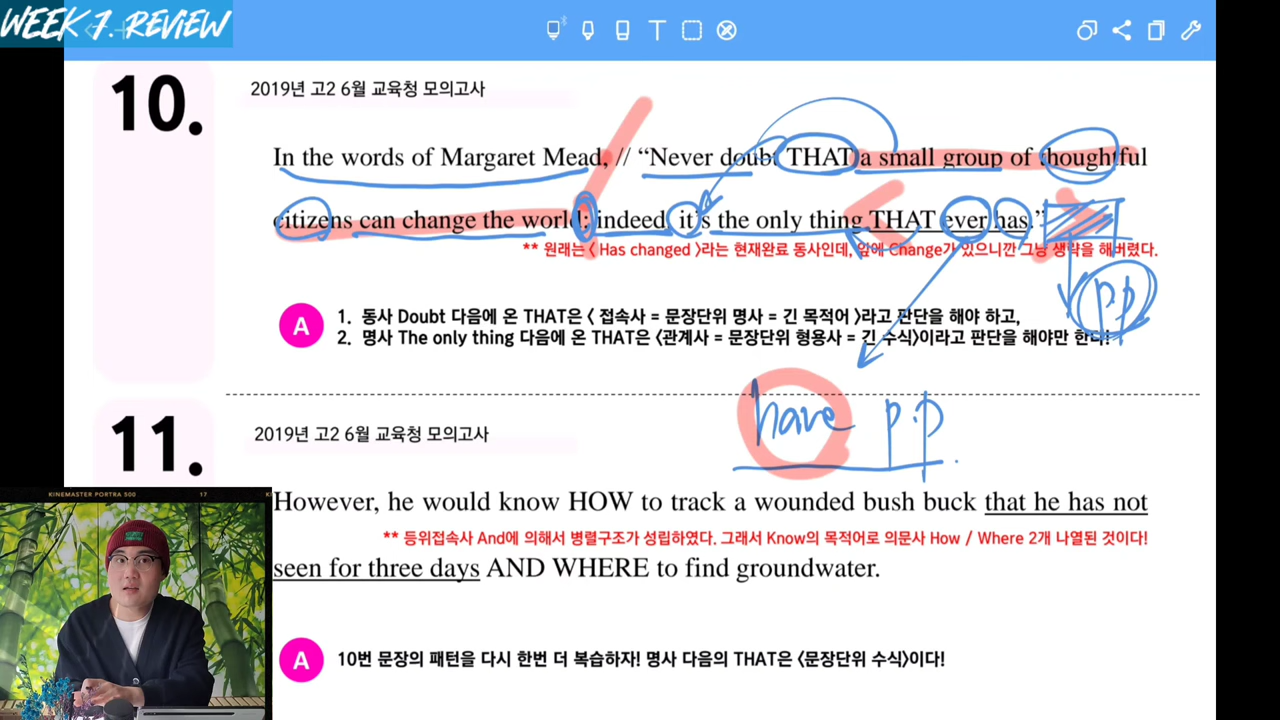 WEEK 7. REVIEW
T
10.
2019년 고2 6월 교육청 모의고사
In the words of Margaret Mead, // “Never doubt THAT a small group of thoughtful
citizens can change the world; indeed, it's the only thing THAT ever has.”
** 원래는 < Has changed >라는 현재완료 동사인데, 앞에 Change가 있으니깐 그냥 생략을 해버렸다.
p.p
A
1. 동사 Doubt 다음에 온 THAT은 < 접속사 = 문장단위 명사 = 긴 목적어 >라고 판단을 해야 하고,
2. 명사 The only thing 다음에 온 THAT은 <관계사 = 문장단위 형용사 = 긴 수식>이라고 판단을 해야만 한다!
have p.p.
11.
2019년 고2 6월 교육청 모의고사
KINEMASTER PORTRA 500 17 KI
However, he would know HOW to track a wounded bush buck that he has not
** 등위접속사 And에 의해서 병렬구조가 성립하였다. 그래서 Know의 목적어로 의문사 How / Where 2개 나열된 것이다!
seen for three days AND WHERE to find groundwater.
A
10번 문장의 패턴을 다시 한번 더 복습하자! 명사 다음의 THAT은 <문장단위 수식>이다!